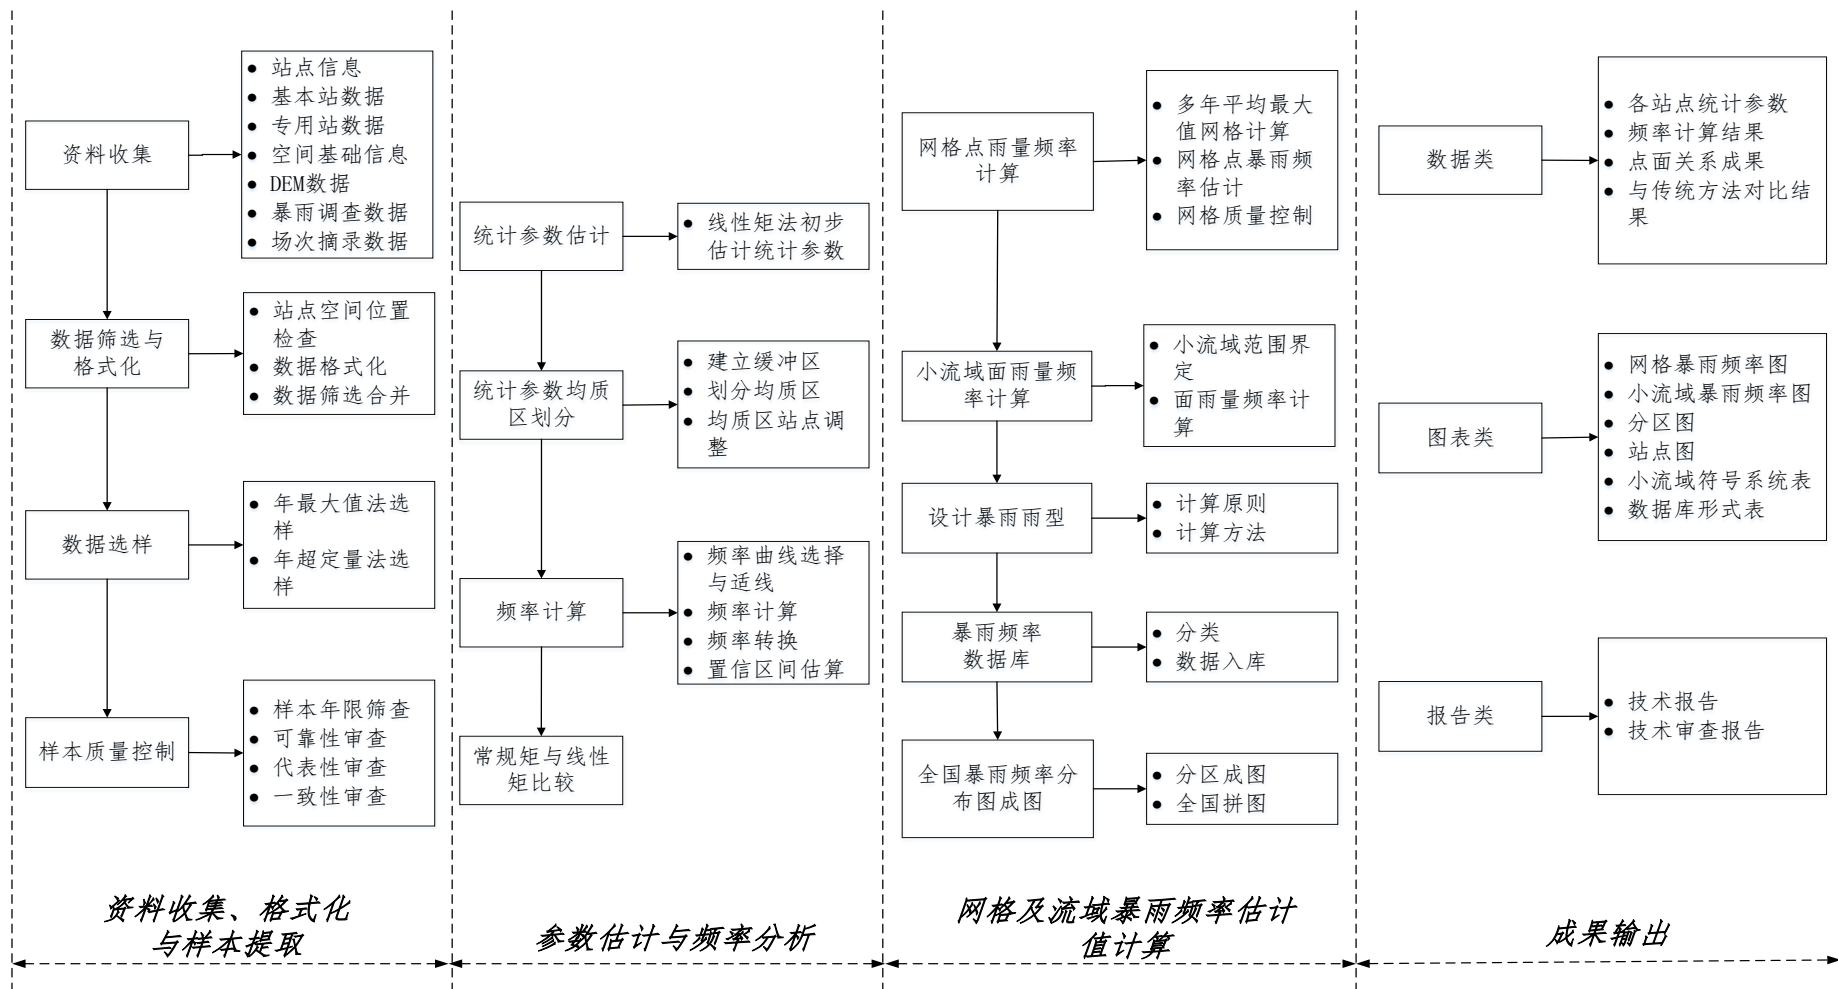 资料收集
● 站点信息
● 基本站数据
● 专用站数据
● 空间基础信息
● DEM数据
● 暴雨调查数据
● 场次摘录数据
数据筛选与
格式化
● 站点空间位置
检查
● 数据格式化
● 数据筛选合并
数据选样
● 年最大值法选
样
● 年超定量法选
样
样本质量控制
● 样本年限筛查
● 可靠性审查
● 代表性审查
● 一致性审查
资料收集、格式化
与样本提取
统计参数估计
● 线性矩法初步
估计统计参数
统计参数均质
区划分
● 建立缓冲区
● 划分均质区
● 均质区站点调
整
频率计算
● 频率曲线选择
与适线
● 频率计算
● 频率转换
● 置信区间估算
常规矩与线性
矩比较
参数估计与频率分析
网格点雨量频率
计算
● 多年平均最大
值网格计算
● 网格点暴雨频
率估计
● 网格质量控制
小流域面雨量频
率计算
● 小流域范围界
定
● 面雨量频率计
算
设计暴雨雨型
● 计算原则
● 计算方法
暴雨频率
数据库
● 分类
● 数据入库
全国暴雨频率分
布图成图
● 分区成图
● 全国拼图
网格及流域暴雨频率估计
值计算
数据类
● 各站点统计参数
● 频率计算结果
● 点面关系成果
● 与传统方法对比结
果
图表类
● 网格暴雨频率图
● 小流域暴雨频率图
● 分区图
● 站点图
● 小流域符号系统表
● 数据库形式表
报告类
● 技术报告
● 技术审查报告
成果输出